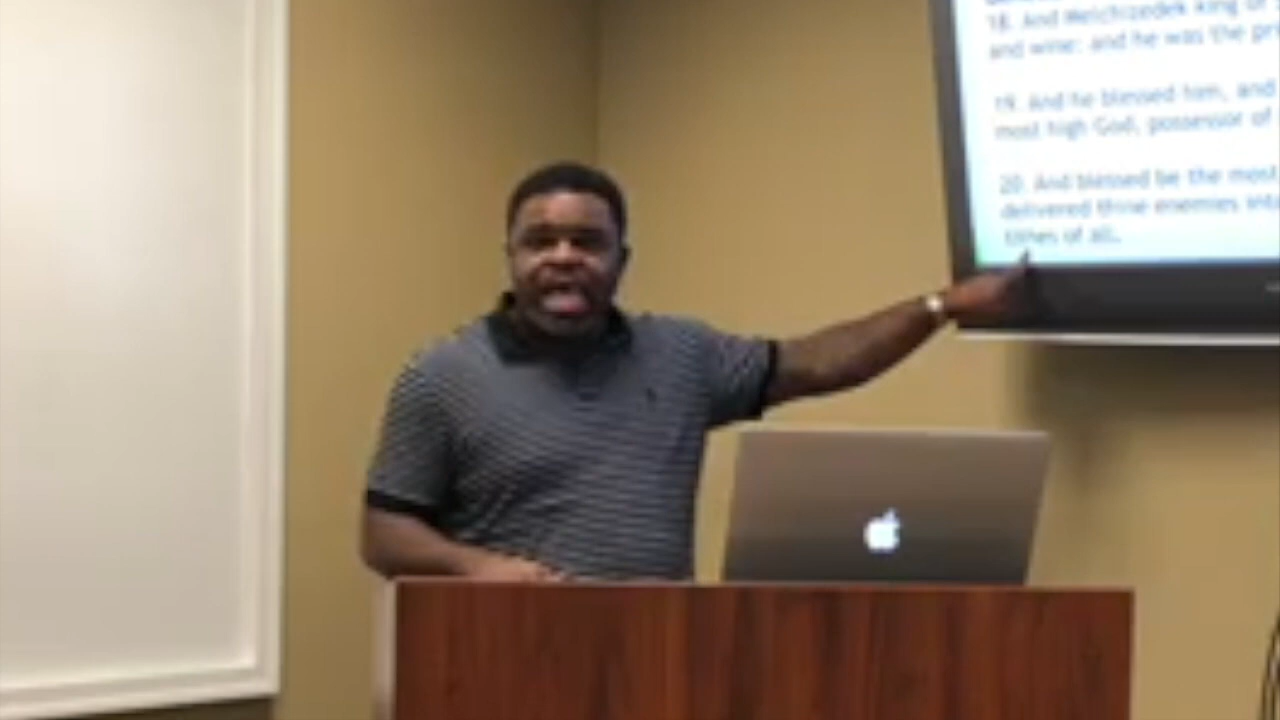 18. And Melchizedek king of
and wine: and he was the
19. And he blessed him, and
most high God, possessor of
20. And blessed be the most
delivered thine enemies
tithes of all.